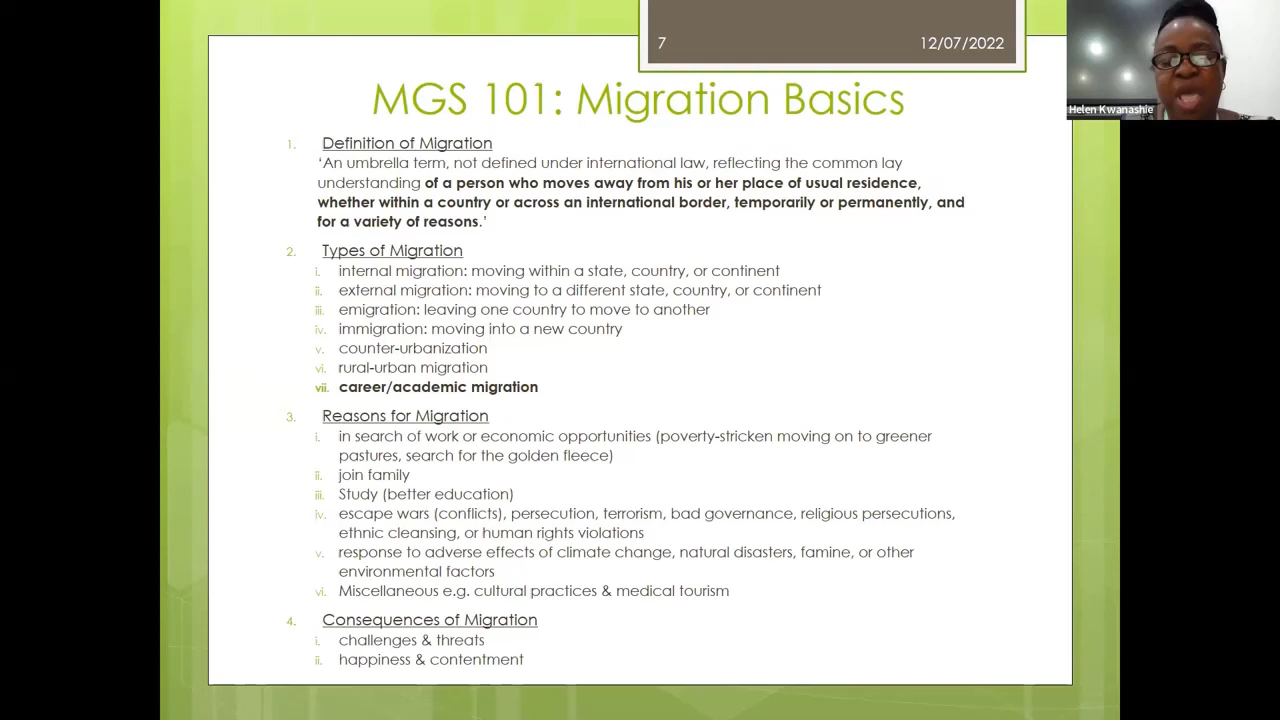 7
12/07/2022
Helen Kwanashie
MGS 101: Migration Basics
1. Definition of Migration
‘An umbrella term, not defined under international law, reflecting the common lay
understanding of a person who moves away from his or her place of usual residence,
whether within a country or across an international border, temporarily or permanently, and
for a variety of reasons.’
2. Types of Migration
i. internal migration: moving within a state, country, or continent
ii. external migration: moving to a different state, country, or continent
iii. emigration: leaving one country to move to another
iv. immigration: moving into a new country
v. counter-urbanization
vi. rural-urban migration
vii. career/academic migration
3. Reasons for Migration
i. in search of work or economic opportunities (poverty-stricken moving on to greener
pastures, search for the golden fleece)
ii. join family
iii. Study (better education)
iv. escape wars (conflicts), persecution, terrorism, bad governance, religious persecutions,
ethnic cleansing, or human rights violations
v. response to adverse effects of climate change, natural disasters, famine, or other
environmental factors
vi. Miscellaneous e.g. cultural practices & medical tourism
4. Consequences of Migration
i. challenges & threats
ii. happiness & contentment